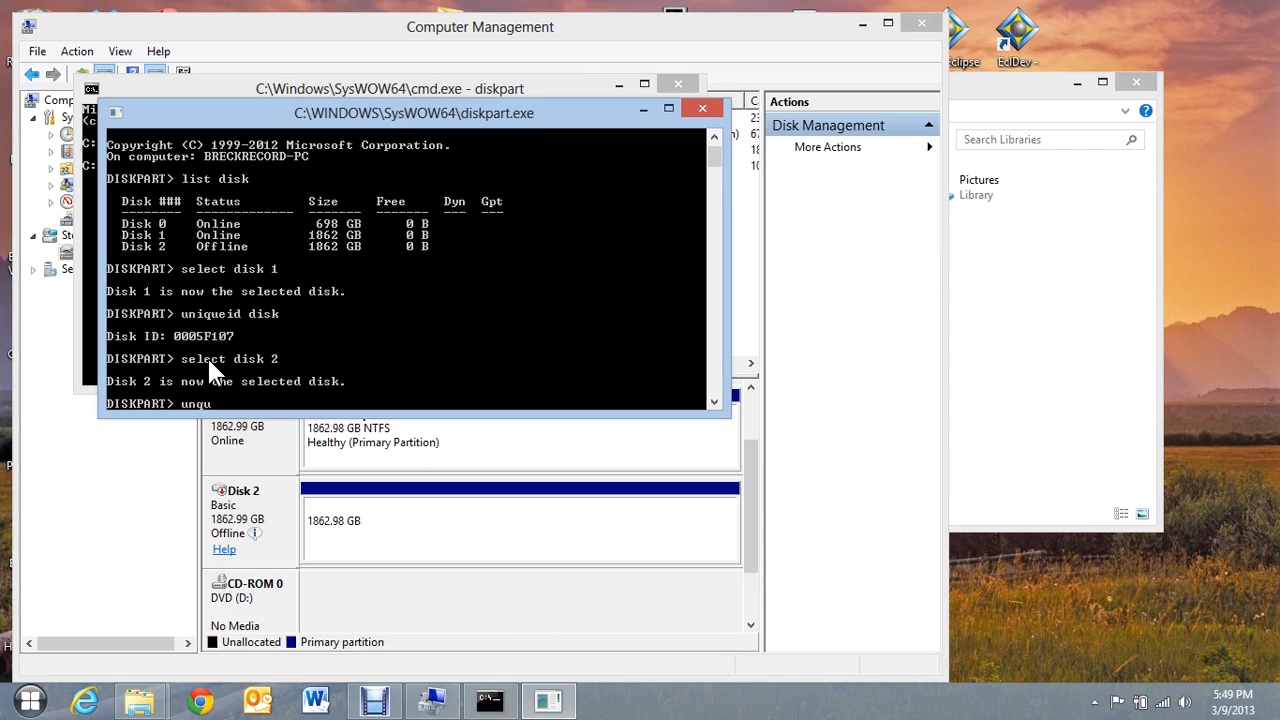 Computer Management
Eclipse
EclDev -
File Action View Help
C:\Windows\SysWOW64\cmd.exe - diskpart
C:\WINDOWS\SysWOW64\diskpart.exe
Actions
Disk Management
More Actions
Search Libraries
Pictures
Library
Copyright (C) 1999-2012 Microsoft Corporation.
On computer: BRECKRECORD-PC
DISKPART> list disk
Disk ### Status Size Free Dyn Gpt
-------- ------------- ------- ------- --- ---
Disk 0 Online 698 GB 0 B
Disk 1 Online 1862 GB 0 B
Disk 2 Offline 1862 GB 0 B
DISKPART> select disk 1
Disk 1 is now the selected disk.
DISKPART> uniqueid disk
Disk ID: 0005F107
DISKPART> select disk 2
Disk 2 is now the selected disk.
DISKPART> unqu
1862.99 GB
Online
1862.98 GB NTFS
Healthy (Primary Partition)
Disk 2
Basic
1862.99 GB
Offline
Help
1862.98 GB
CD-ROM 0
DVD (D:)
No Media
Unallocated Primary partition
5:49 PM
3/9/2013